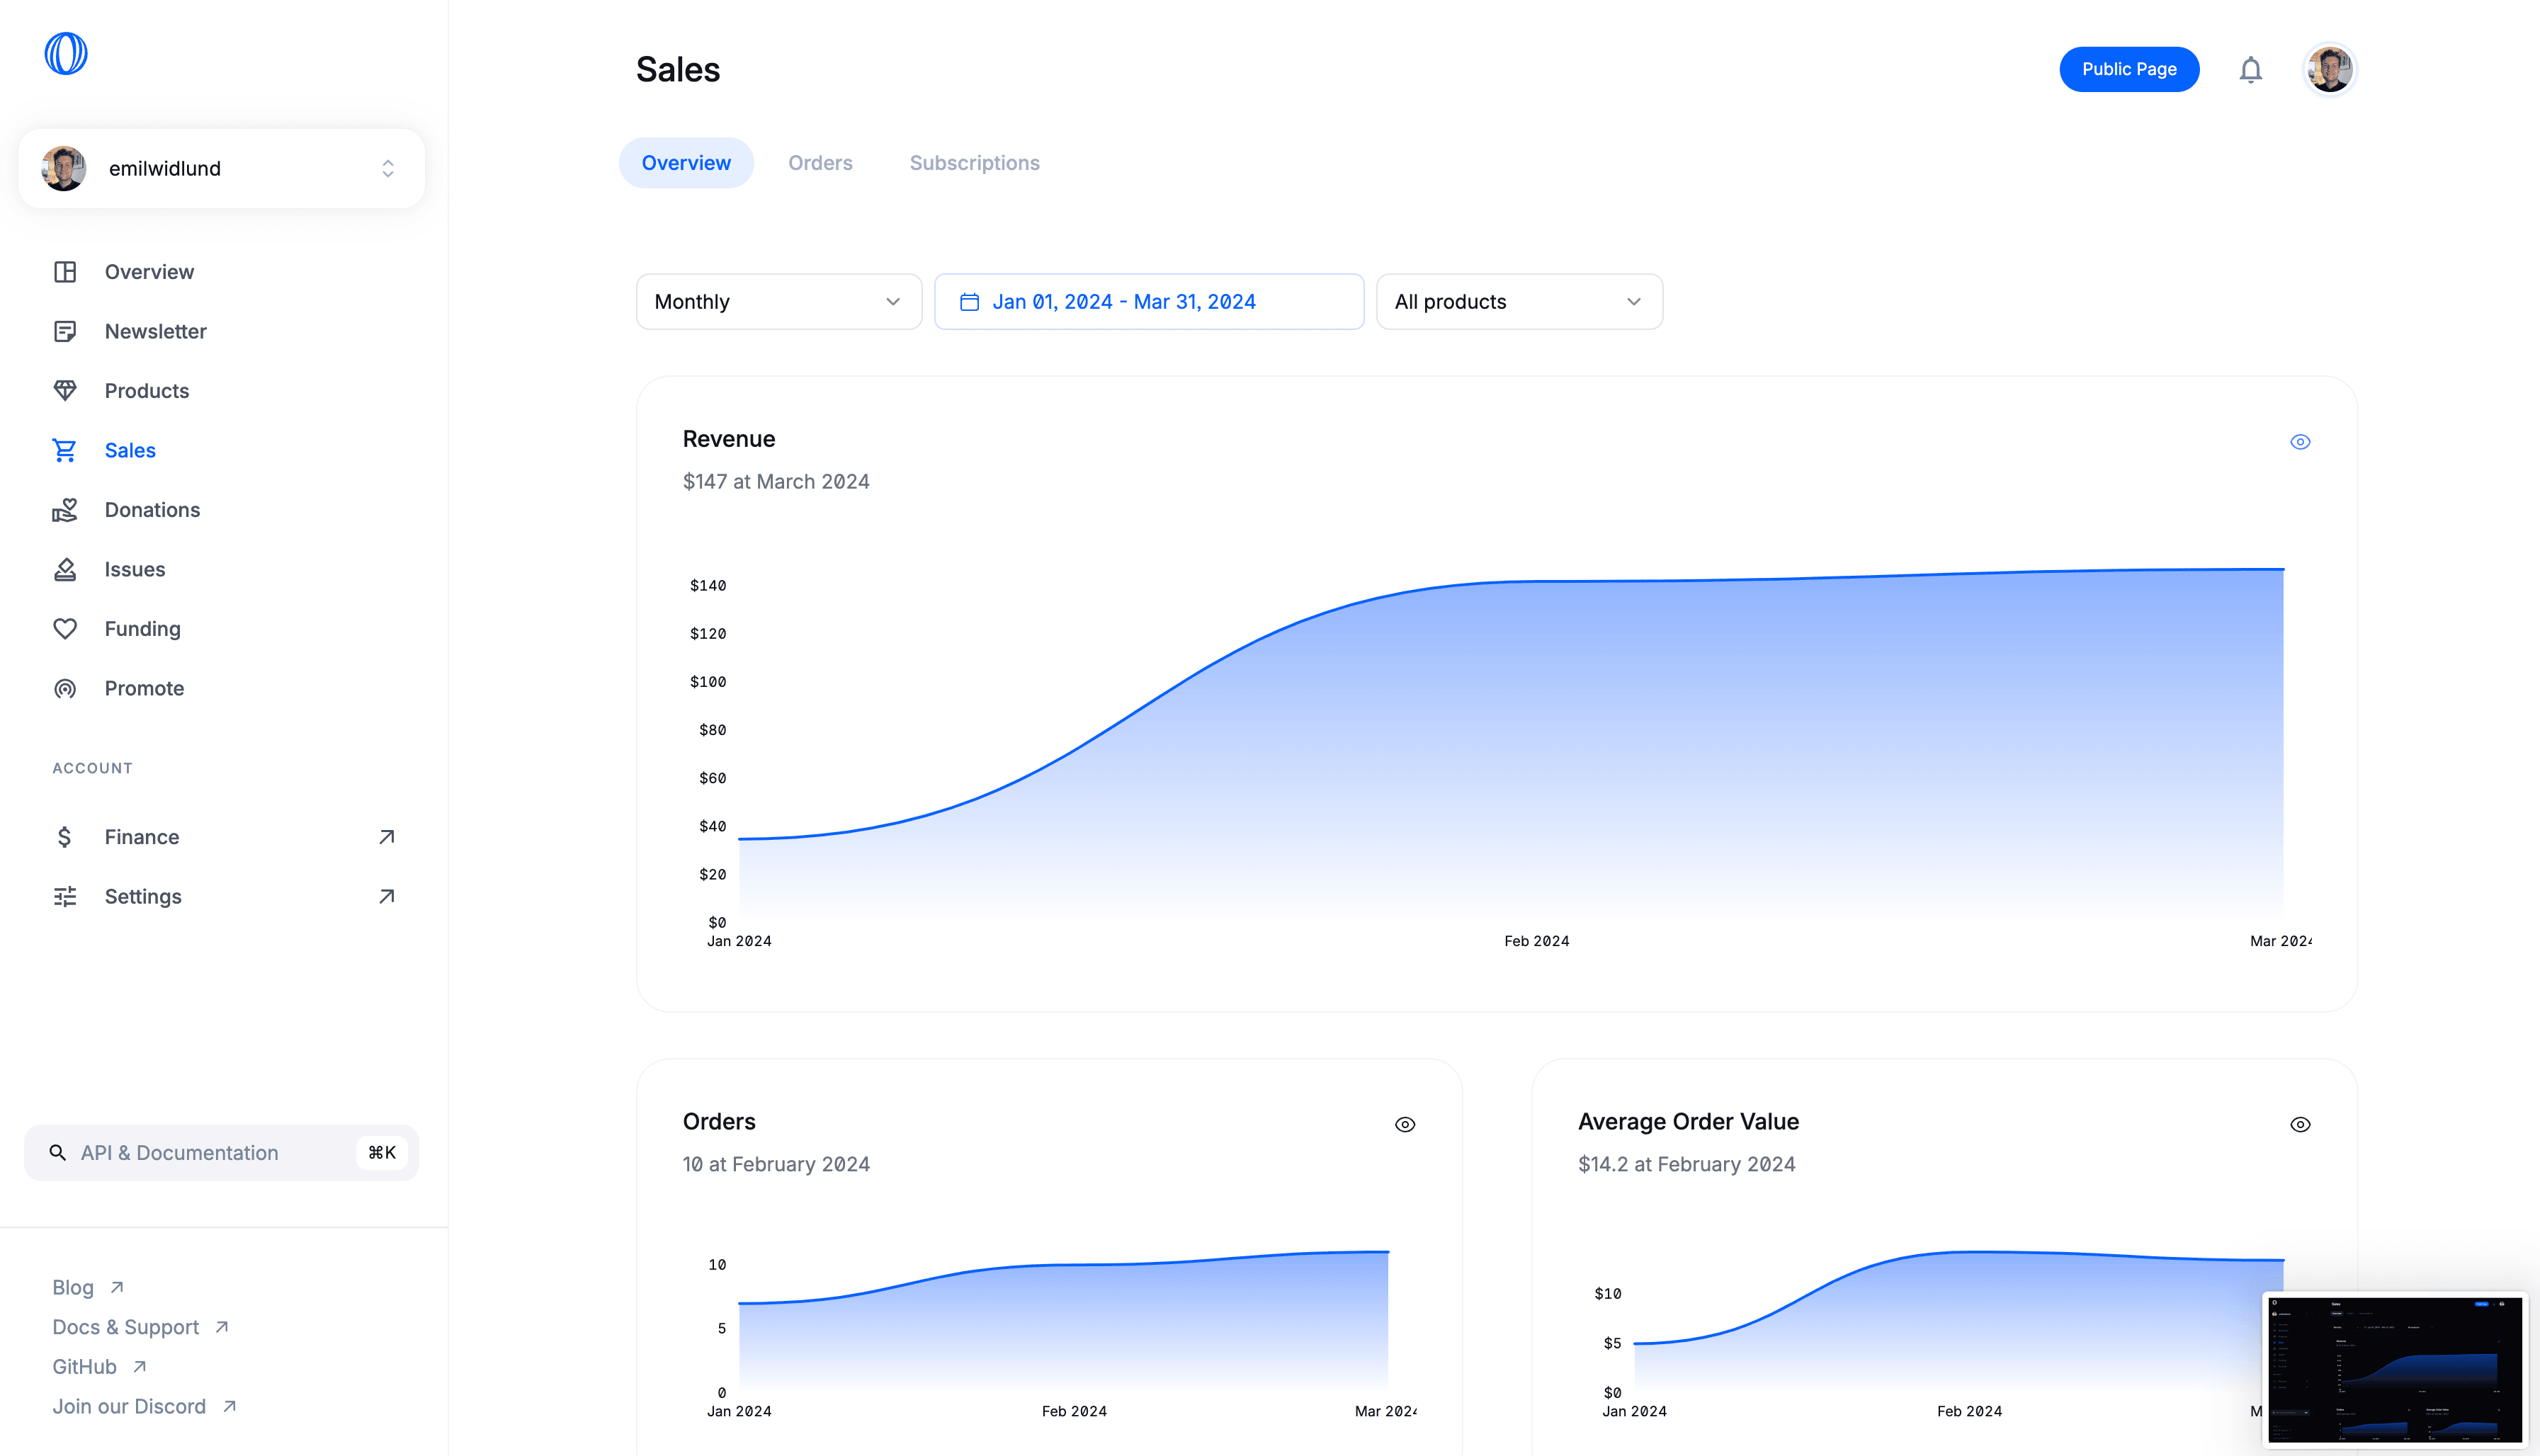 Sales
Public Page
emilwidlund
Overview
Orders
Subscriptions
Overview
Newsletter
Products
Sales
Donations
Issues
Funding
Promote
ACCOUNT
Finance
Settings
API & Documentation
⌘K
Blog
Docs & Support
GitHub
Join our Discord
Monthly
Jan 01, 2024 - Mar 31, 2024
All products
Revenue
$147 at March 2024
$140
$120
$100
$80
$60
$40
$20
$0
Jan 2024
Feb 2024
Mar 2024
Orders
10 at February 2024
10
5
0
Jan 2024
Feb 2024
Mar 2024
Average Order Value
$14.2 at February 2024
$10
$5
$0
Jan 2024
Feb 2024